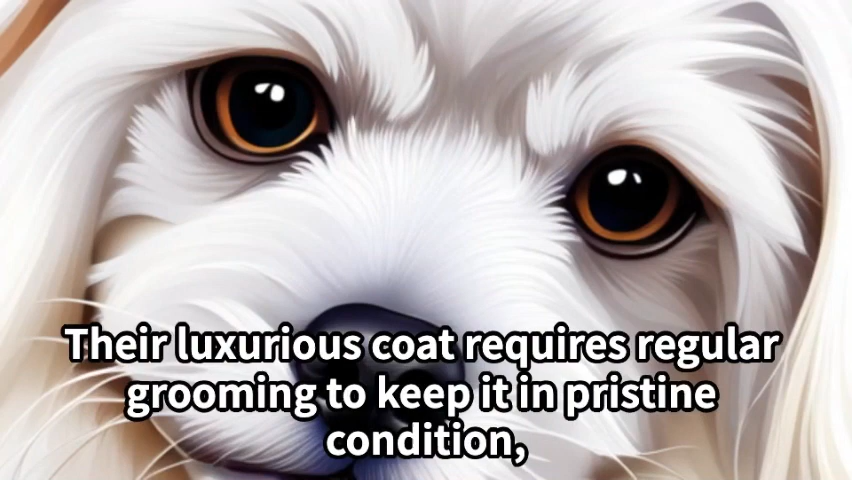 Their luxurious coat requires regular
grooming to keep it in pristine
condition,